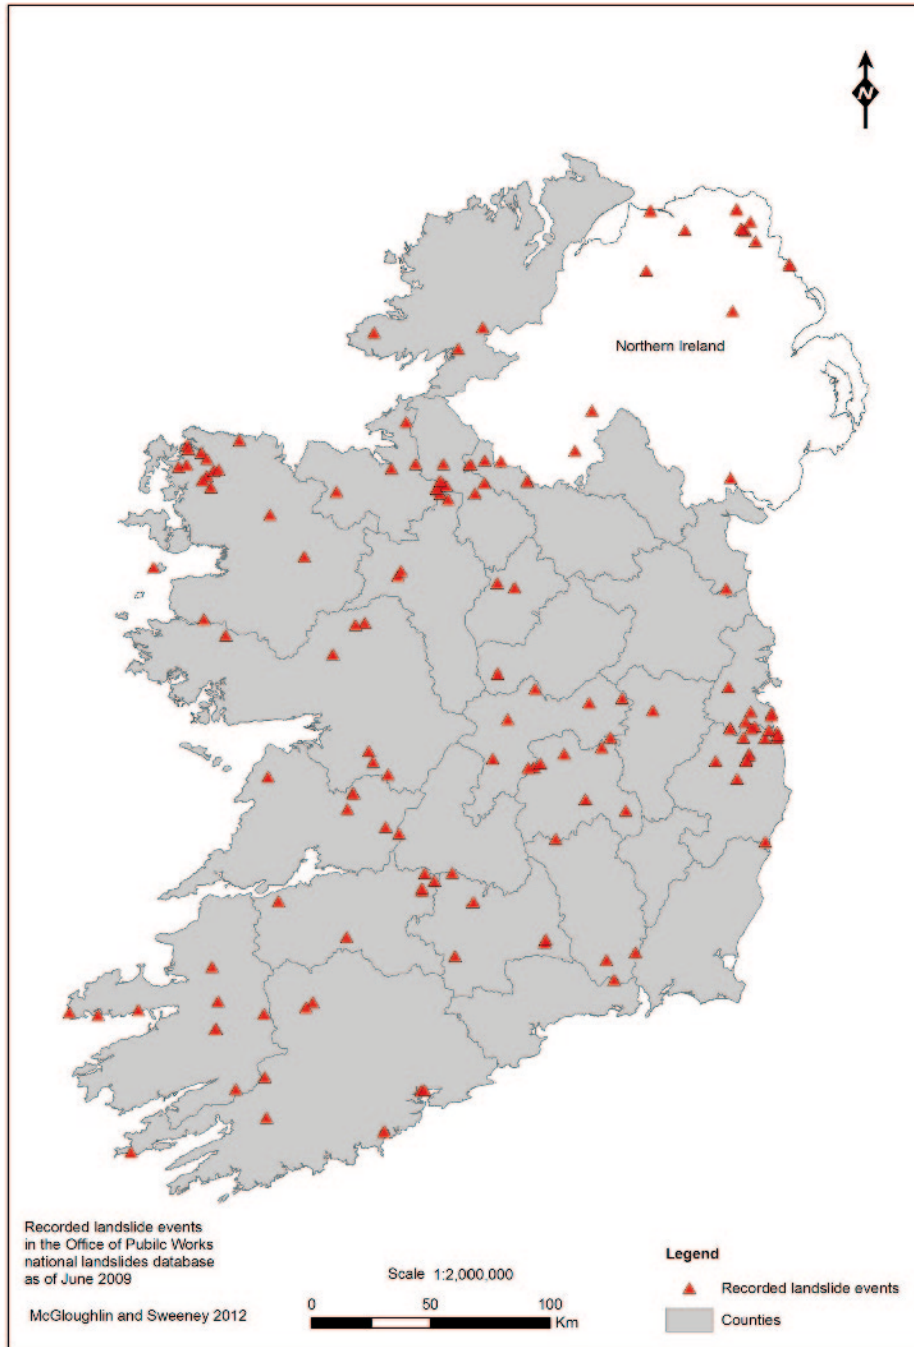 N
Northern Ireland
Recorded landslide events
in the Office of Public Works
national landslides database
as of June 2009
McGloughlin and Sweeney 2012
Scale 1:2,000,000
0 50 100
Km
Legend
Recorded landslide events
Counties